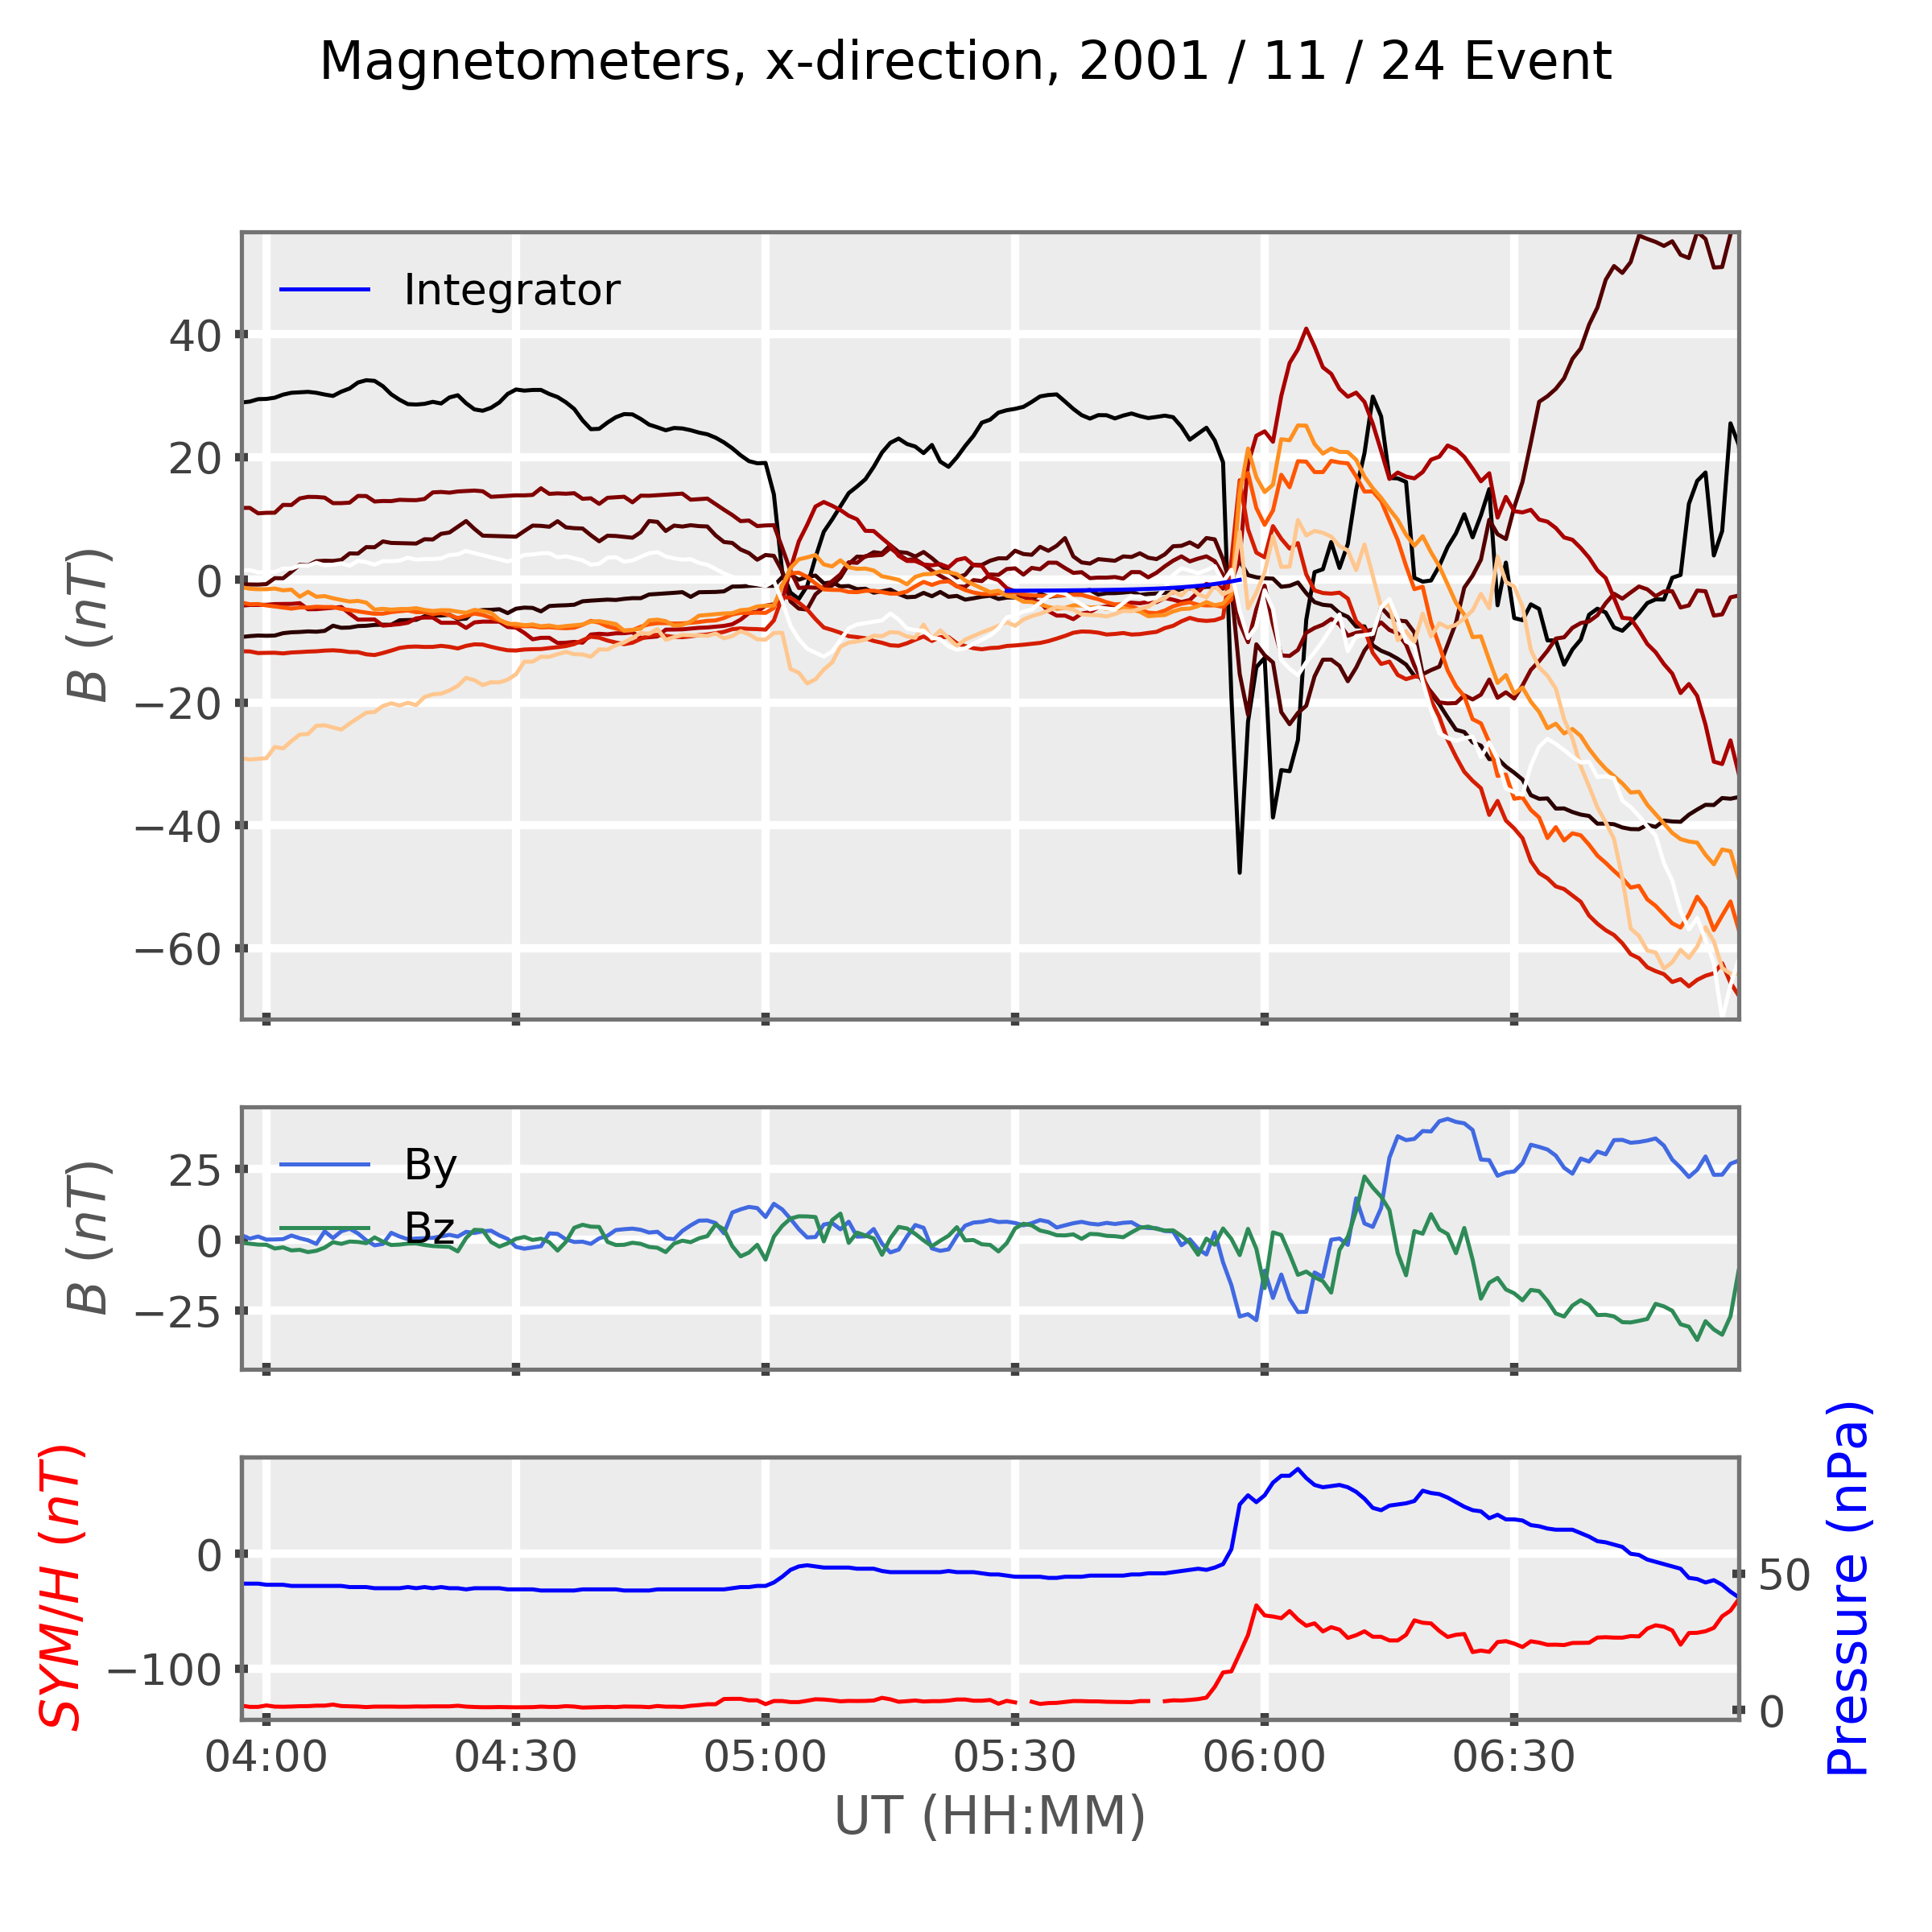 Magnetometers, x-direction, 2001 / 11 / 24 Event
Integrator
40
20
0
−20
−40
−60
B (nT)
By
Bz
25
0
−25
B (nT)
0
−100
SYM/H (nT)
50
0
Pressure (nPa)
04:00 04:30 05:00 05:30 06:00 06:30
UT (HH:MM)